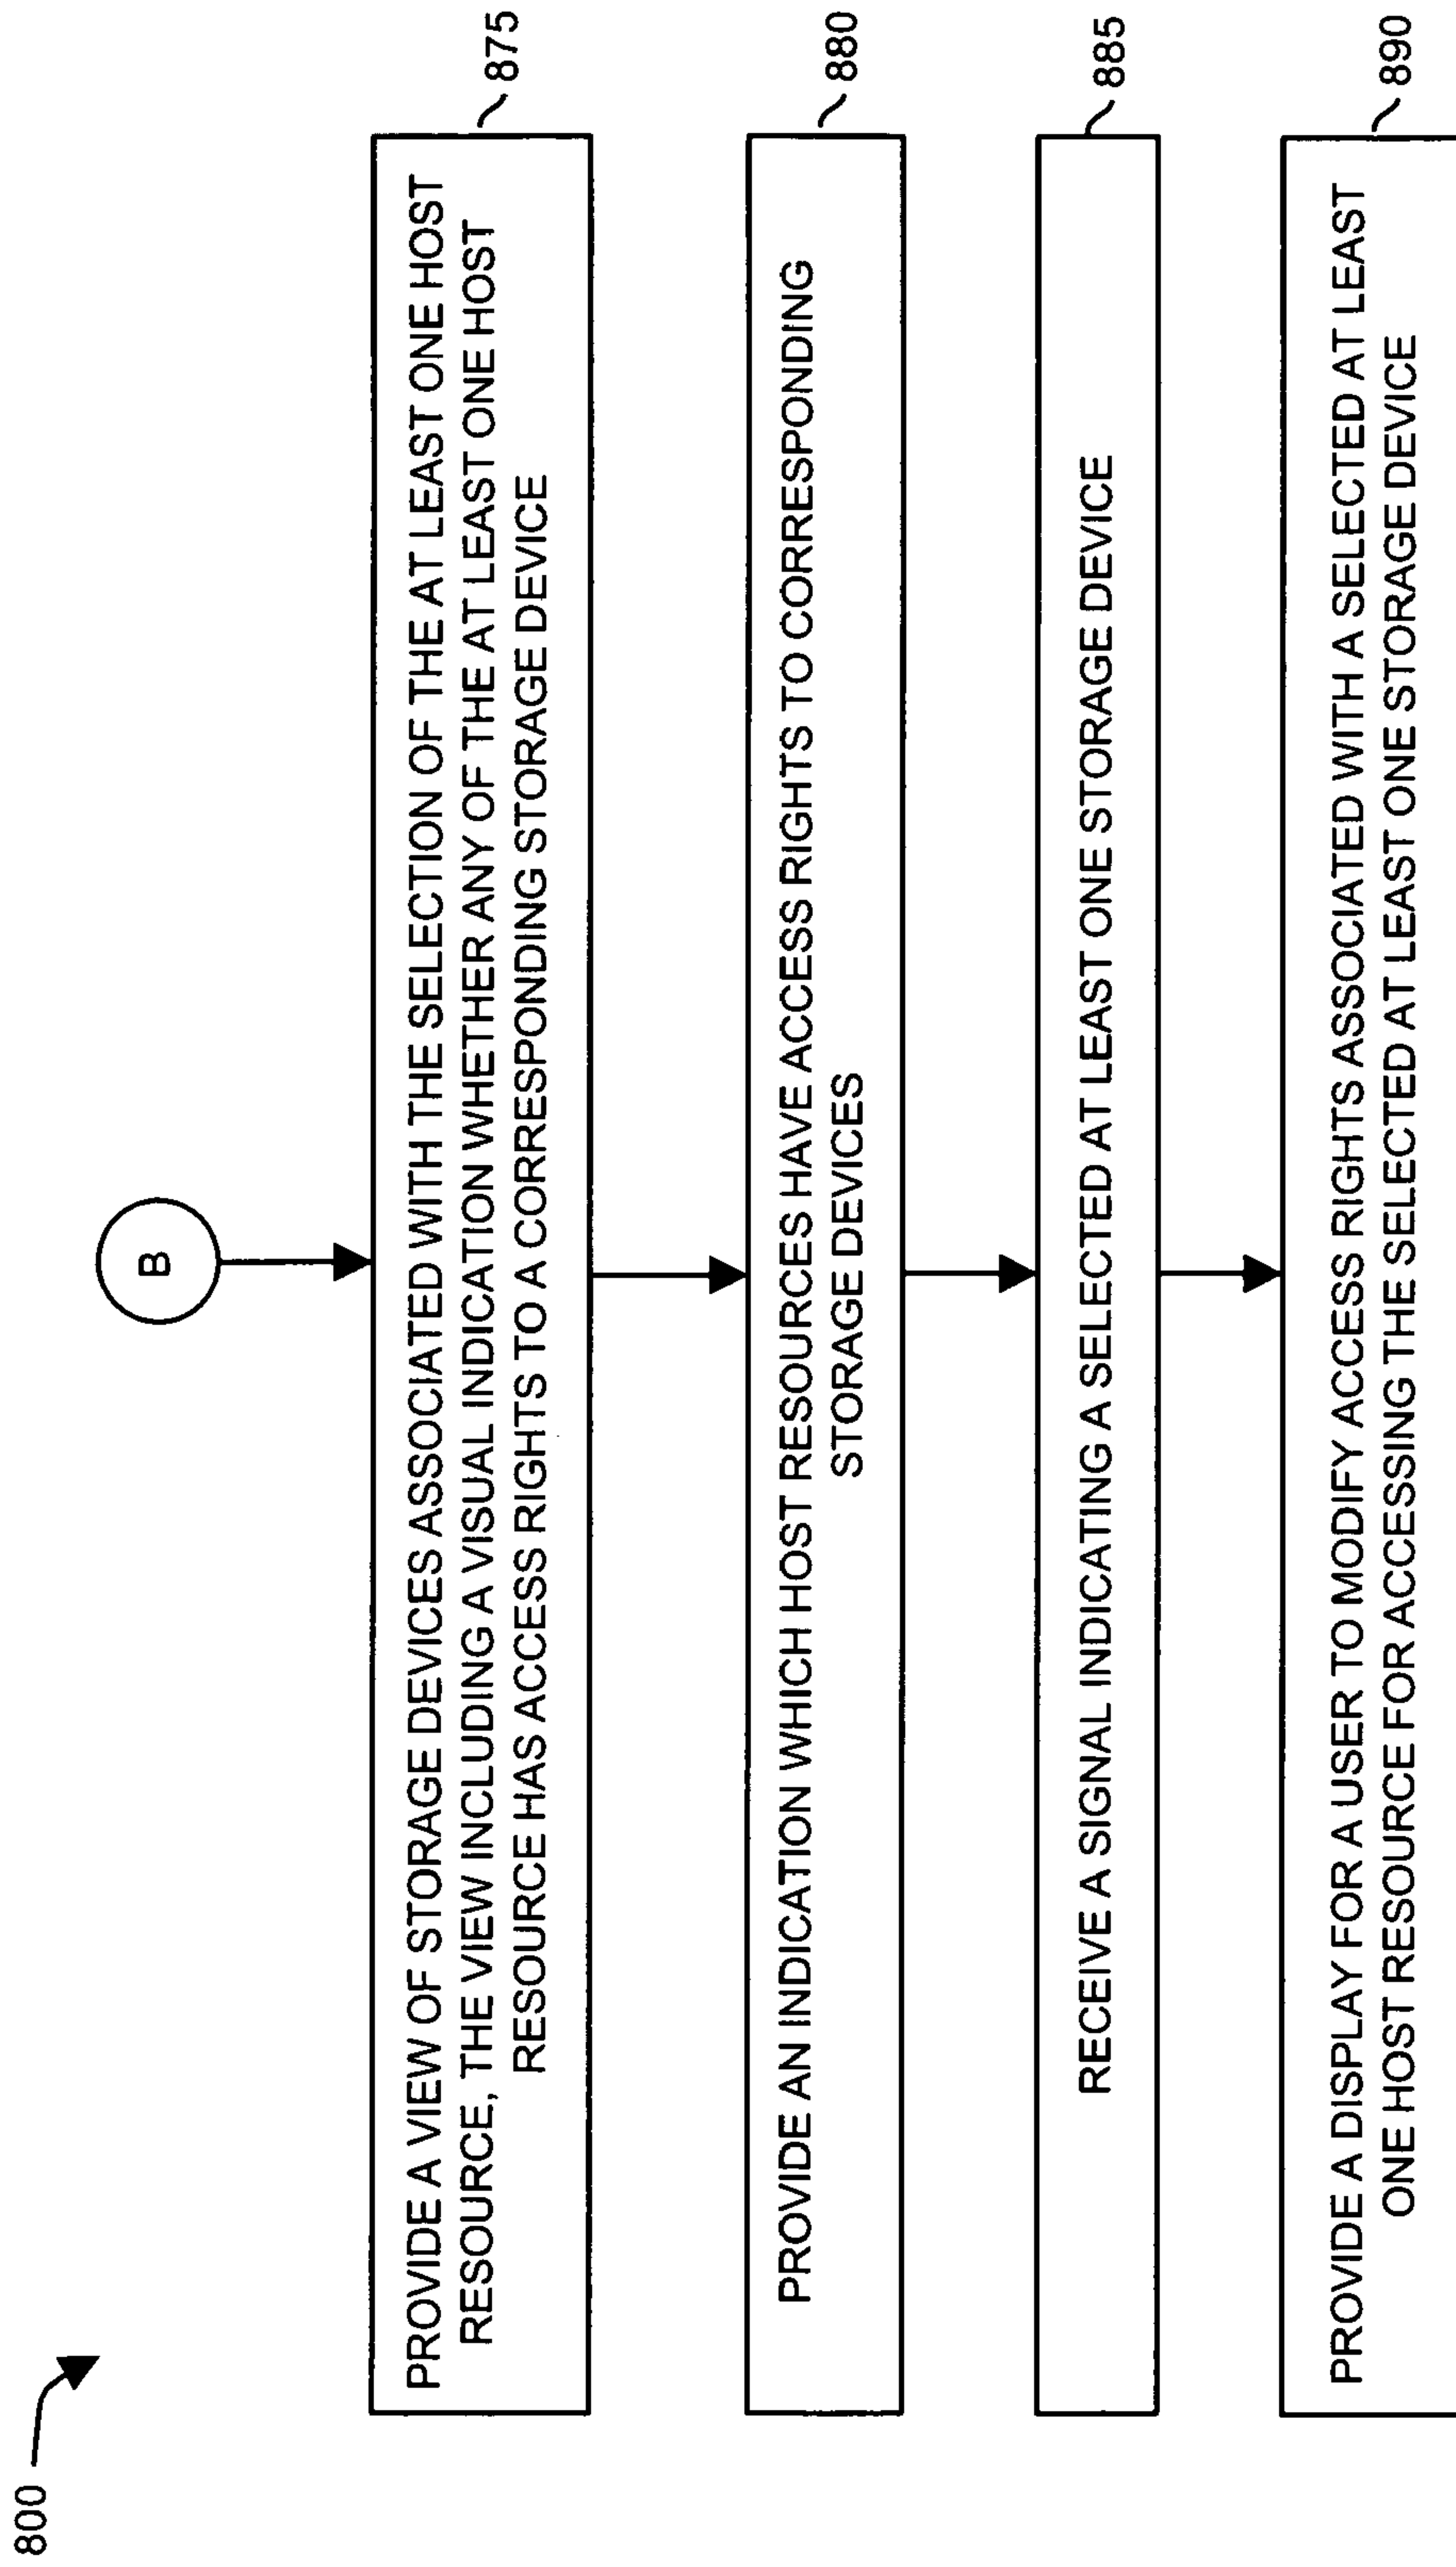 800
B
PROVIDE A VIEW OF STORAGE DEVICES ASSOCIATED WITH THE SELECTION OF THE AT LEAST ONE HOST
RESOURCE, THE VIEW INCLUDING A VISUAL INDICATION WHETHER ANY OF THE AT LEAST ONE HOST
RESOURCE HAS ACCESS RIGHTS TO A CORRESPONDING STORAGE DEVICE
875
PROVIDE AN INDICATION WHICH HOST RESOURCES HAVE ACCESS RIGHTS TO CORRESPONDING
STORAGE DEVICES
880
RECEIVE A SIGNAL INDICATING A SELECTED AT LEAST ONE STORAGE DEVICE
885
PROVIDE A DISPLAY FOR A USER TO MODIFY ACCESS RIGHTS ASSOCIATED WITH A SELECTED AT LEAST
ONE HOST RESOURCE FOR ACCESSING THE SELECTED AT LEAST ONE STORAGE DEVICE
890